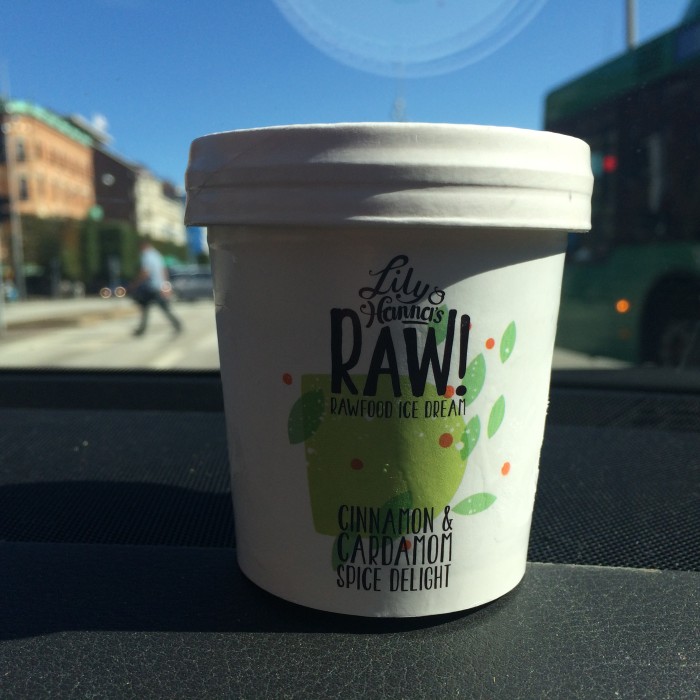 Lily &
Hanna's
RAW!
RAWFOOD ICE DREAM
CINNAMON &
CARDAMOM
SPICE DELIGHT